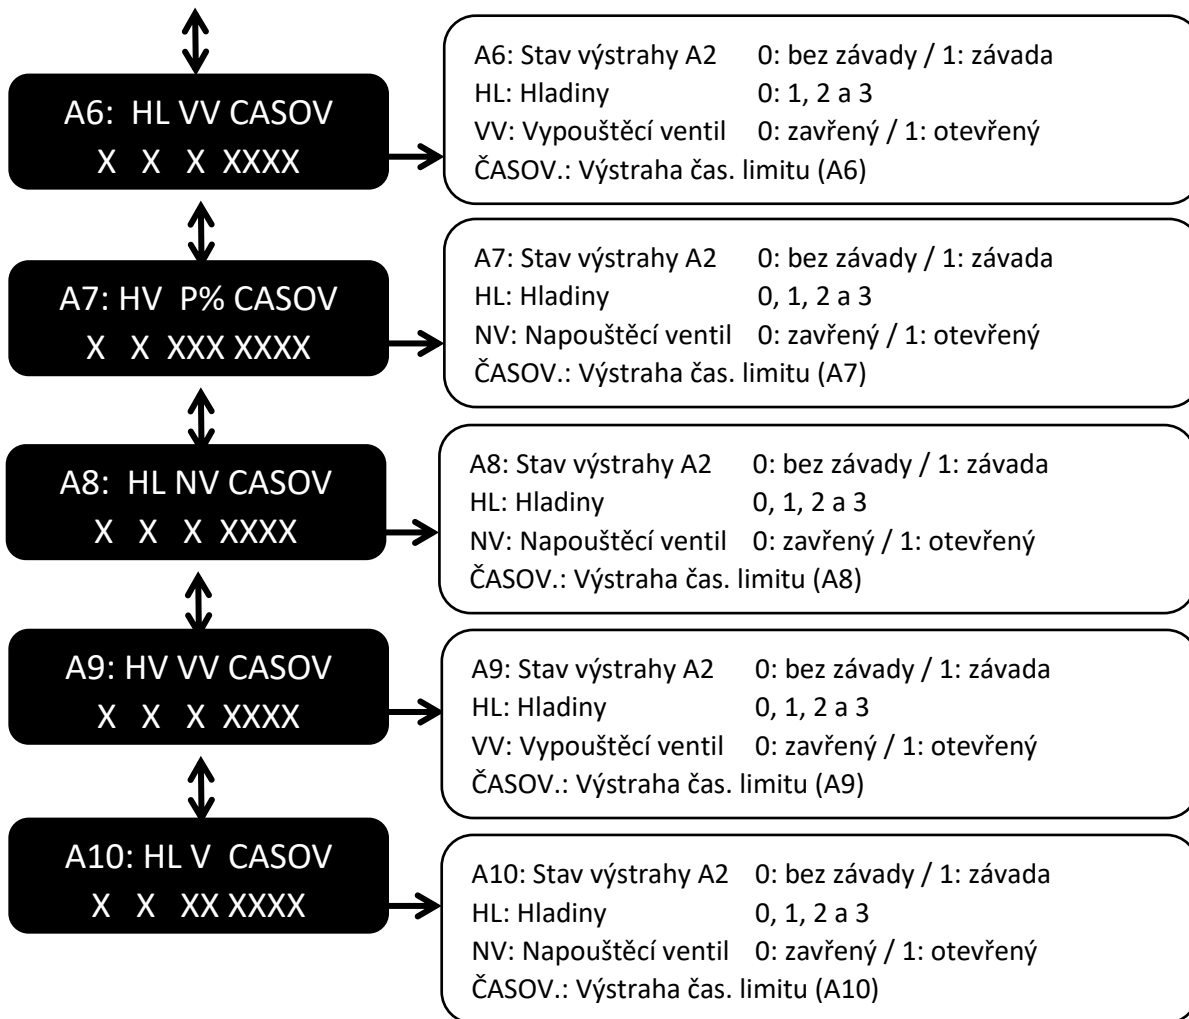 A6: HL VV CASOV
X X X XXXX
A6: Stav výstrahy A2 0: bez závady / 1: závada
HL: Hladiny 0: 1, 2 a 3
VV: Vypouštěcí ventil 0: zavřený / 1: otevřený
ČASOV.: Výstraha čas. limitu (A6)
A7: HV P% CASOV
X X XXX XXXX
A7: Stav výstrahy A2 0: bez závady / 1: závada
HL: Hladiny 0, 1, 2 a 3
NV: Napouštěcí ventil 0: zavřený / 1: otevřený
ČASOV.: Výstraha čas. limitu (A7)
A8: HL NV CASOV
X X X XXXX
A8: Stav výstrahy A2 0: bez závady / 1: závada
HL: Hladiny 0, 1, 2 a 3
NV: Napouštěcí ventil 0: zavřený / 1: otevřený
ČASOV.: Výstraha čas. limitu (A8)
A9: HV VV CASOV
X X X XXXX
A9: Stav výstrahy A2 0: bez závady / 1: závada
HL: Hladiny 0, 1, 2 a 3
VV: Vypouštěcí ventil 0: zavřený / 1: otevřený
ČASOV.: Výstraha čas. limitu (A9)
A10: HL V CASOV
X X XX XXXX
A10: Stav výstrahy A2 0: bez závady / 1: závada
HL: Hladiny 0, 1, 2 a 3
NV: Napouštěcí ventil 0: zavřený / 1: otevřený
ČASOV.: Výstraha čas. limitu (A10)